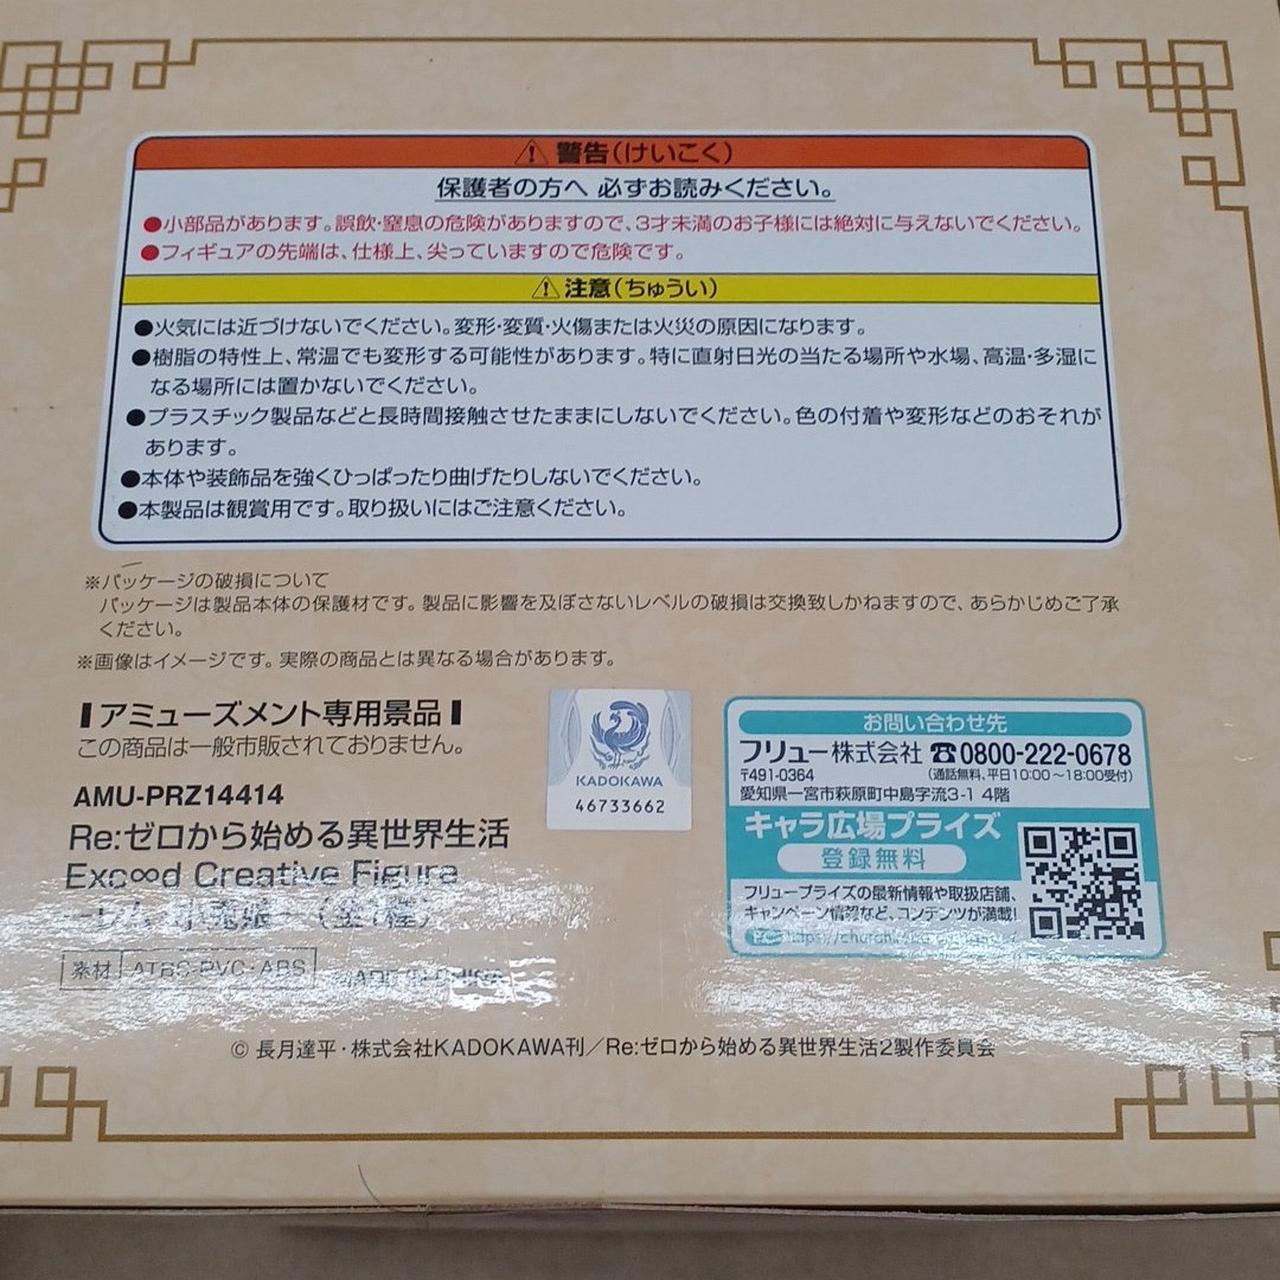 ⚠ 警告(けいこく)
保護者の方へ 必ずお読みください。
●小部品があります。誤飲・窒息の危険がありますので、3才未満のお子様には絶対に与えないでください。
●フィギュアの先端は、仕様上、尖っていますので危険です。
⚠ 注意(ちゅうい)
●火気には近づけないでください。変形・変質・火傷または火災の原因になります。
●樹脂の特性上、常温でも変形する可能性があります。特に直射日光の当たる場所や水場、高温・多湿に
なる場所には置かないでください。
●プラスチック製品などと長時間接触させたままにしないでください。色の付着や変形などのおそれが
あります。
●本体や装飾品を強くひっぱったり曲げたりしないでください。
●本製品は観賞用です。取り扱いにはご注意ください。
※パッケージの破損について
パッケージは製品本体の保護材です。製品に影響を及ぼさないレベルの破損は交換致しかねますので、あらかじめご了承
ください。
※画像はイメージです。実際の商品とは異なる場合があります。
アミューズメント専用景品
この商品は一般市販されておりません。
AMU-PRZ14414
Re:ゼロから始める異世界生活
Exc∞d Creative Figure
(全1種)
素材 ATBC-PVC・ABS
MADE IN CHINA
KADOKAWA
46733662
お問い合わせ先
フリュー株式会社 ☎0800-222-0678
〒491-0364 (通話無料、平日10:00~18:00受付)
愛知県一宮市萩原町中島字流3-1 4階
キャラ広場プライズ
登録無料
フリュープライズの最新情報や取扱店舗、
キャンペーン情報など、コンテンツが満載!
PC
© 長月達平・株式会社KADOKAWA刊/Re:ゼロから始める異世界生活2製作委員会